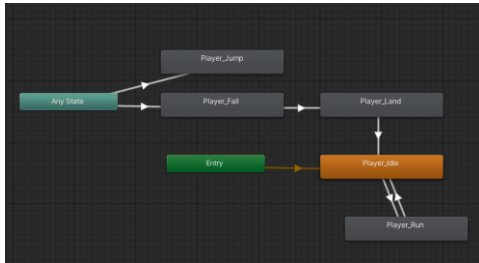 Player_Jump
Any State
Player_Fall
Player_Land
Entry
Player_Idle
Player_Run